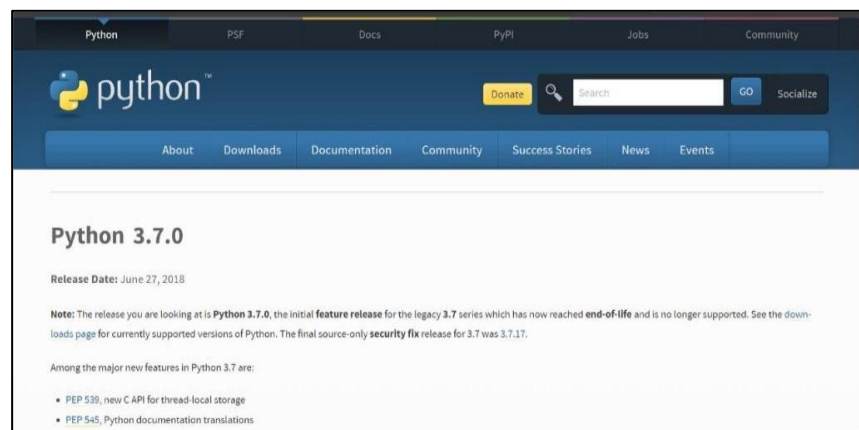 Python PSF Docs PyPI Jobs Community
python™ Donate Search GO Socialize
About Downloads Documentation Community Success Stories News Events
Python 3.7.0
Release Date: June 27, 2018
Note: The release you are looking at is Python 3.7.0, the initial feature release for the legacy 3.7 series which has now reached end-of-life and is no longer supported. See the down-
loads page for currently supported versions of Python. The final source-only security fix release for 3.7 was 3.7.17.
Among the major new features in Python 3.7 are:
• PEP 539, new C API for thread-local storage
• PEP 545, Python documentation translations